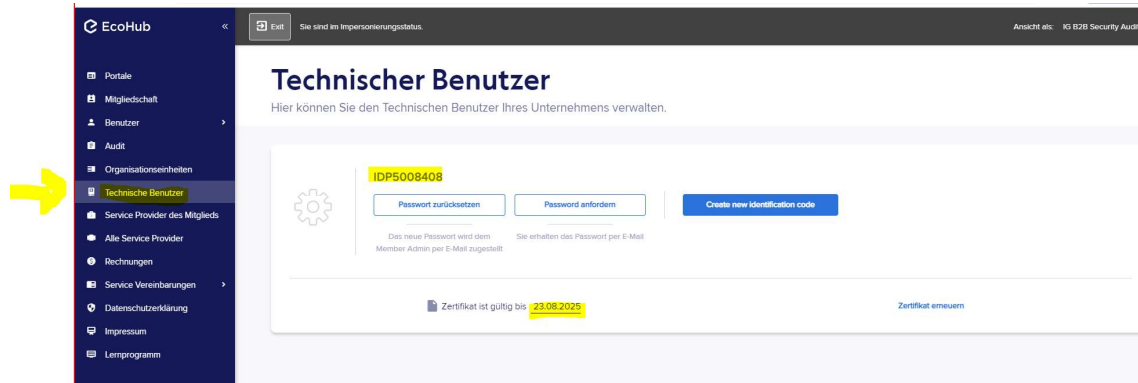 EcoHub «
Exit Sie sind im Impersonierungsstatus. Ansicht als: IG B2B Security Audit
Portale
Mitgliedschaft
Benutzer >
Audit
Organisationseinheiten
Technische Benutzer
Service Provider des Mitglieds
Alle Service Provider
Rechnungen
Service Vereinbarungen >
Datenschutzerklärung
Impressum
Lernprogramm
Technischer Benutzer
Hier können Sie den Technischen Benutzer Ihres Unternehmens verwalten.
IDP5008408
Passwort zurücksetzen Password anfordern Create new identification code
Das neue Passwort wird dem
Member Admin per E-Mail zugestellt
Sie erhalten das Passwort per E-Mail
Zertifikat ist gültig bis 23.08.2025 Zertifikat erneuern